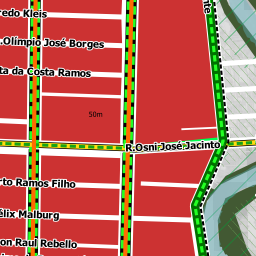 redo Kleis
.Olímpio José Borges
ta da Costa Ramos
50m
R.Osni José Jacinto
rto Ramos Filho
élix Malburg
on Raul Rebello